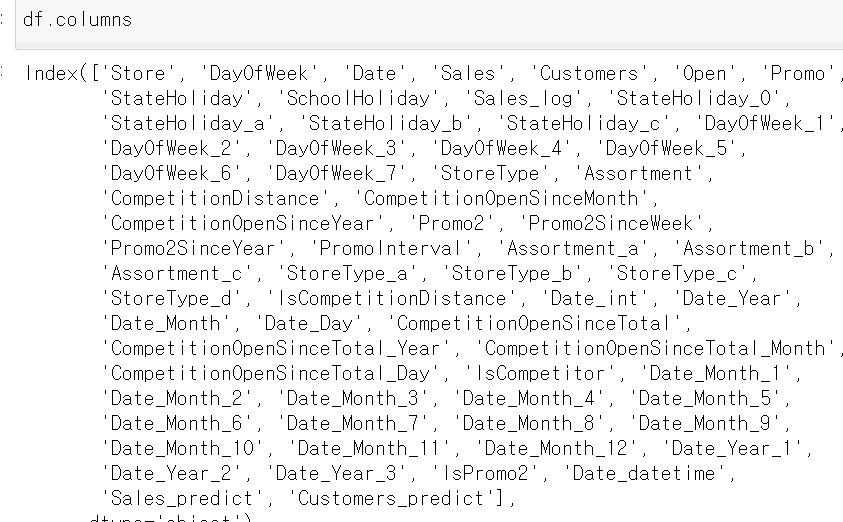 df.columns
Index(['Store', 'DayOfWeek', 'Date', 'Sales', 'Customers', 'Open', 'Promo',
'StateHoliday', 'SchoolHoliday', 'Sales_log', 'StateHoliday_0',
'StateHoliday_a', 'StateHoliday_b', 'StateHoliday_c', 'DayOfWeek_1',
'DayOfWeek_2', 'DayOfWeek_3', 'DayOfWeek_4', 'DayOfWeek_5',
'DayOfWeek_6', 'DayOfWeek_7', 'StoreType', 'Assortment',
'CompetitionDistance', 'CompetitionOpenSinceMonth',
'CompetitionOpenSinceYear', 'Promo2', 'Promo2SinceWeek',
'Promo2SinceYear', 'PromoInterval', 'Assortment_a', 'Assortment_b',
'Assortment_c', 'StoreType_a', 'StoreType_b', 'StoreType_c',
'StoreType_d', 'IsCompetitionDistance', 'Date_int', 'Date_Year',
'Date_Month', 'Date_Day', 'CompetitionOpenSinceTotal',
'CompetitionOpenSinceTotal_Year', 'CompetitionOpenSinceTotal_Month',
'CompetitionOpenSinceTotal_Day', 'IsCompetitor', 'Date_Month_1',
'Date_Month_2', 'Date_Month_3', 'Date_Month_4', 'Date_Month_5',
'Date_Month_6', 'Date_Month_7', 'Date_Month_8', 'Date_Month_9',
'Date_Month_10', 'Date_Month_11', 'Date_Month_12', 'Date_Year_1',
'Date_Year_2', 'Date_Year_3', 'IsPromo2', 'Date_datetime',
'Sales_predict', 'Customers_predict'],
dtype='object')